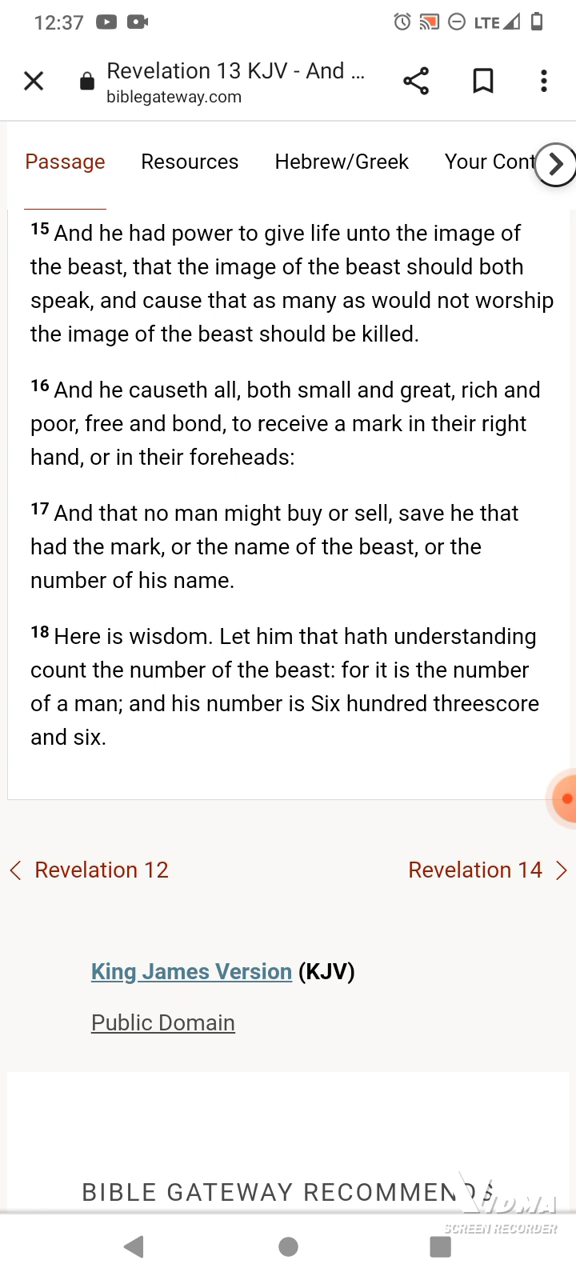 12:37 LTE
Revelation 13 KJV - And ...
biblegateway.com
Passage Resources Hebrew/Greek Your Cont
15 And he had power to give life unto the image of
the beast, that the image of the beast should both
speak, and cause that as many as would not worship
the image of the beast should be killed.
16 And he causeth all, both small and great, rich and
poor, free and bond, to receive a mark in their right
hand, or in their foreheads:
17 And that no man might buy or sell, save he that
had the mark, or the name of the beast, or the
number of his name.
18 Here is wisdom. Let him that hath understanding
count the number of the beast: for it is the number
of a man; and his number is Six hundred threescore
and six.
< Revelation 12 Revelation 14 >
King James Version (KJV)
Public Domain
BIBLE GATEWAY RECOMMENDS
VIDMA
SCREEN RECORDER